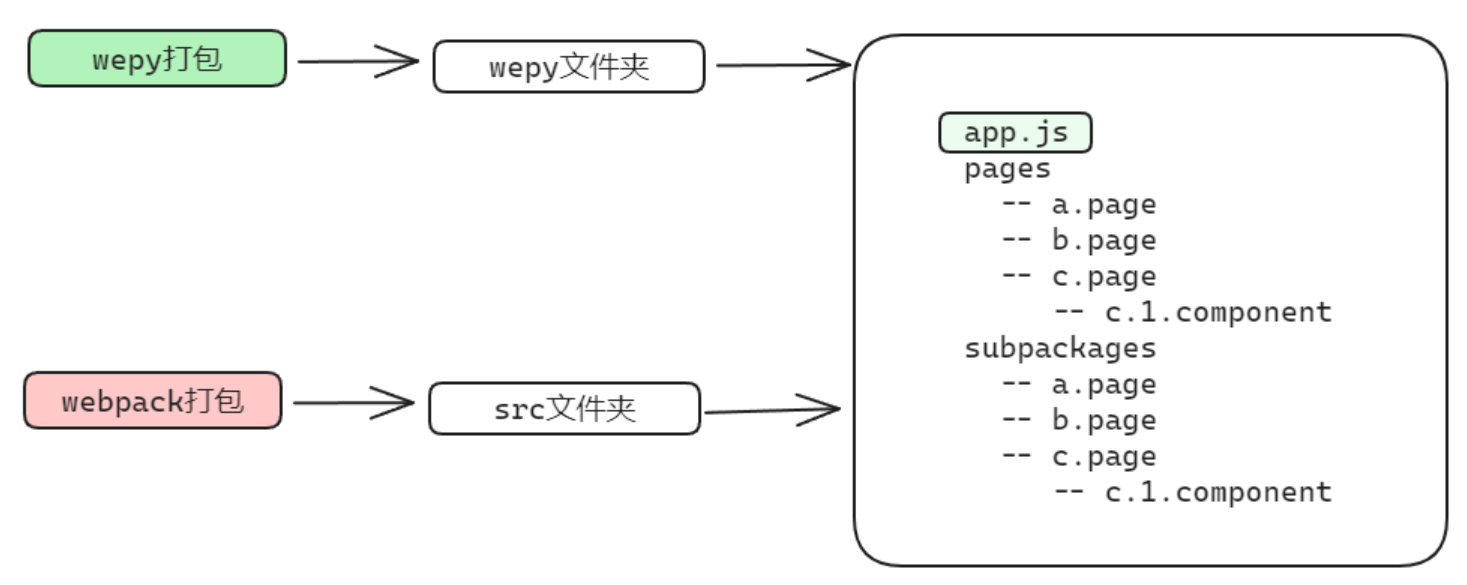 wepy打包
wepy文件夹
app.js
pages
-- a.page
-- b.page
-- c.page
-- c.1.component
subpackages
-- a.page
-- b.page
-- c.page
-- c.1.component
webpack打包
src文件夹